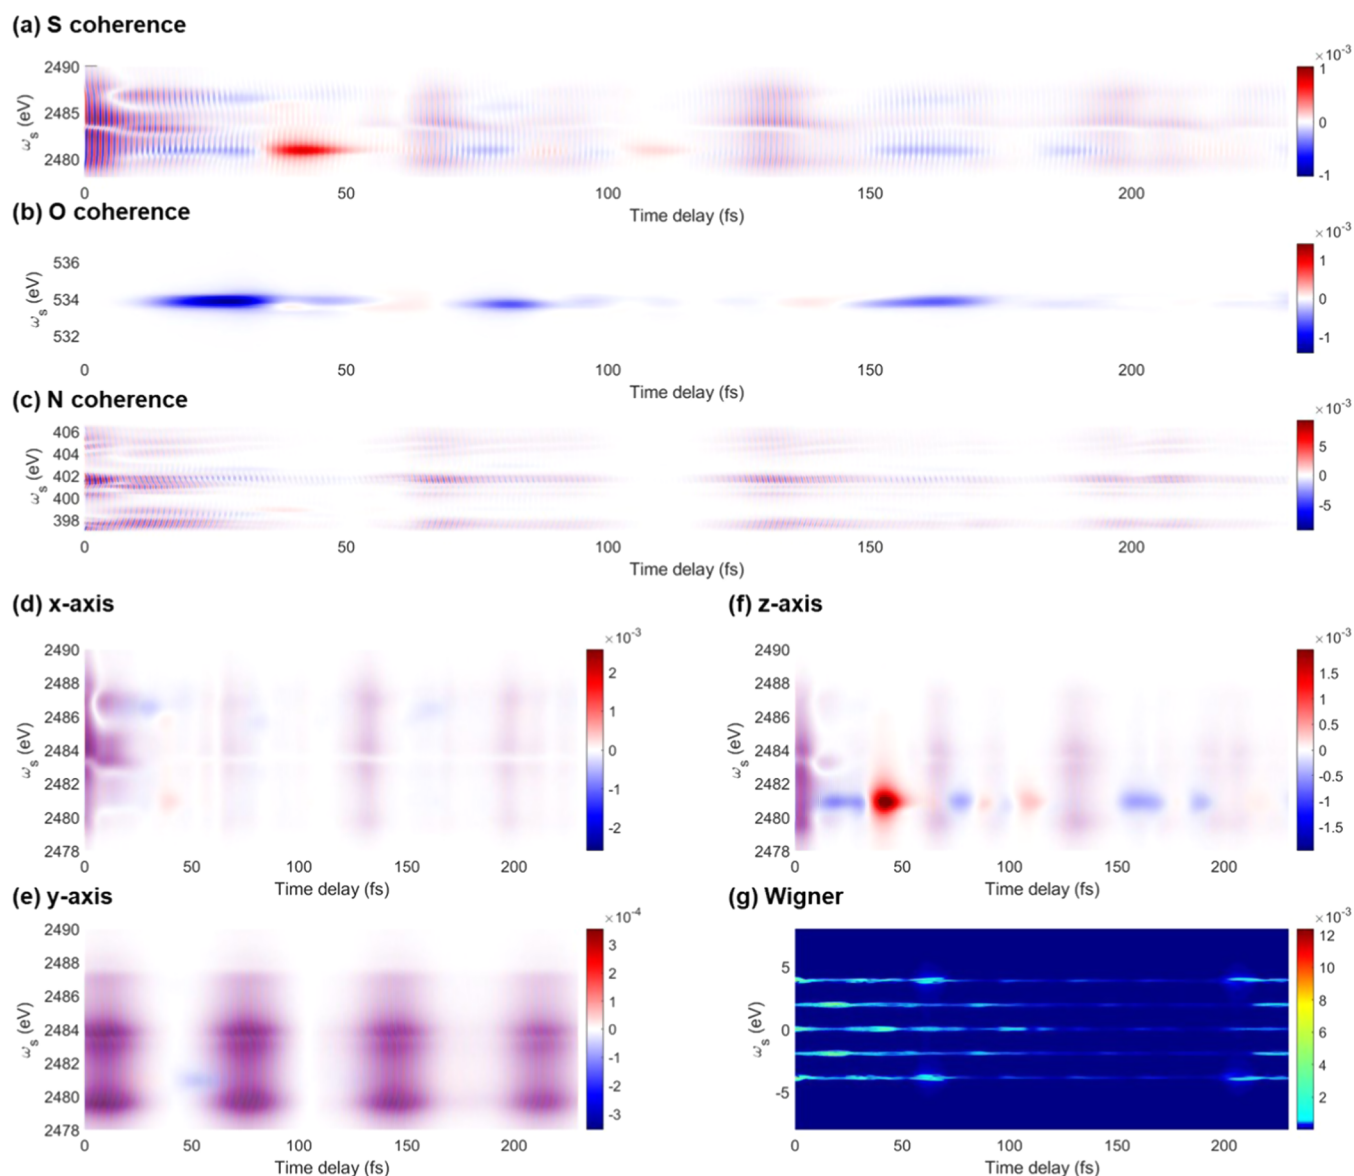 (a) S coherence
×10⁻³
2490
2485
2480
ωs (eV)
1
0
-1
0 50 100 150 200
Time delay (fs)
(b) O coherence
×10⁻³
536
534
532
ωs (eV)
1
0
-1
0 50 100 150 200
Time delay (fs)
(c) N coherence
×10⁻³
406
404
402
400
398
ωs (eV)
5
0
-5
0 50 100 150 200
Time delay (fs)
(d) x-axis
×10⁻³
2490
2488
2486
2484
2482
2480
2478
ωs (eV)
2
1
0
-1
-2
0 50 100 150 200
Time delay (fs)
(f) z-axis
×10⁻³
2490
2488
2486
2484
2482
2480
2478
ωs (eV)
1.5
1
0.5
0
-0.5
-1
-1.5
0 50 100 150 200
Time delay (fs)
(e) y-axis
×10⁻⁴
2490
2488
2486
2484
2482
2480
2478
ωs (eV)
3
2
1
0
-1
-2
-3
0 50 100 150 200
Time delay (fs)
(g) Wigner
×10⁻³
5
0
-5
ωs (eV)
12
10
8
6
4
2
0 50 100 150 200
Time delay (fs)